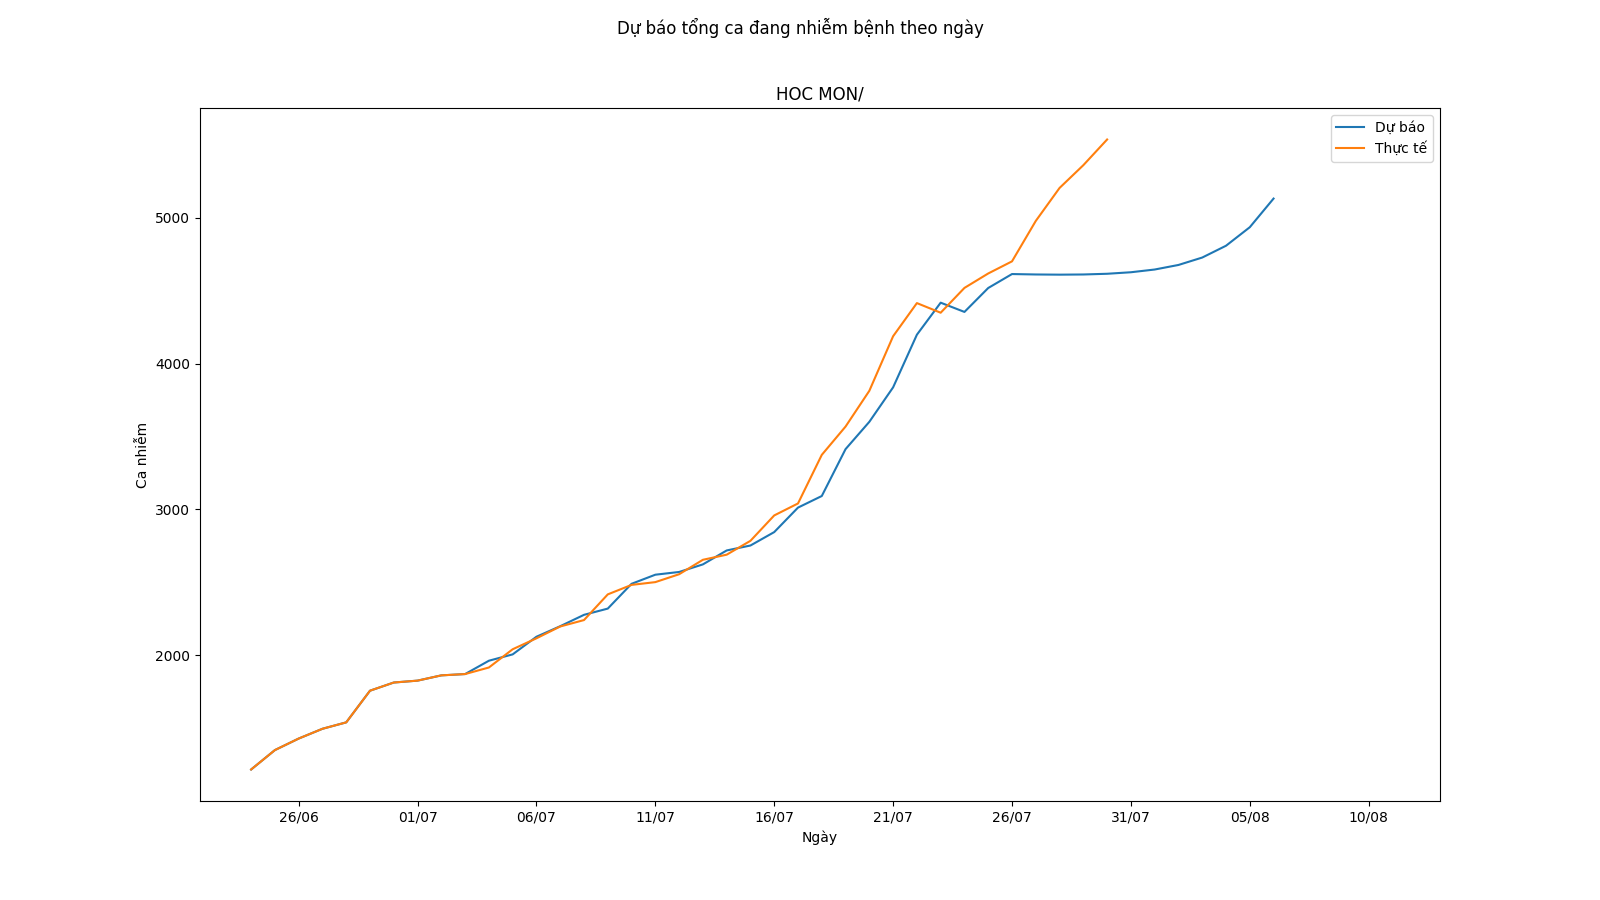 Dự báo tổng ca đang nhiễm bệnh theo ngày
HOC MON/
Dự báo
Thực tế
5000
4000
3000
2000
Ca nhiễm
26/06
01/07
06/07
11/07
16/07
21/07
26/07
31/07
05/08
10/08
Ngày